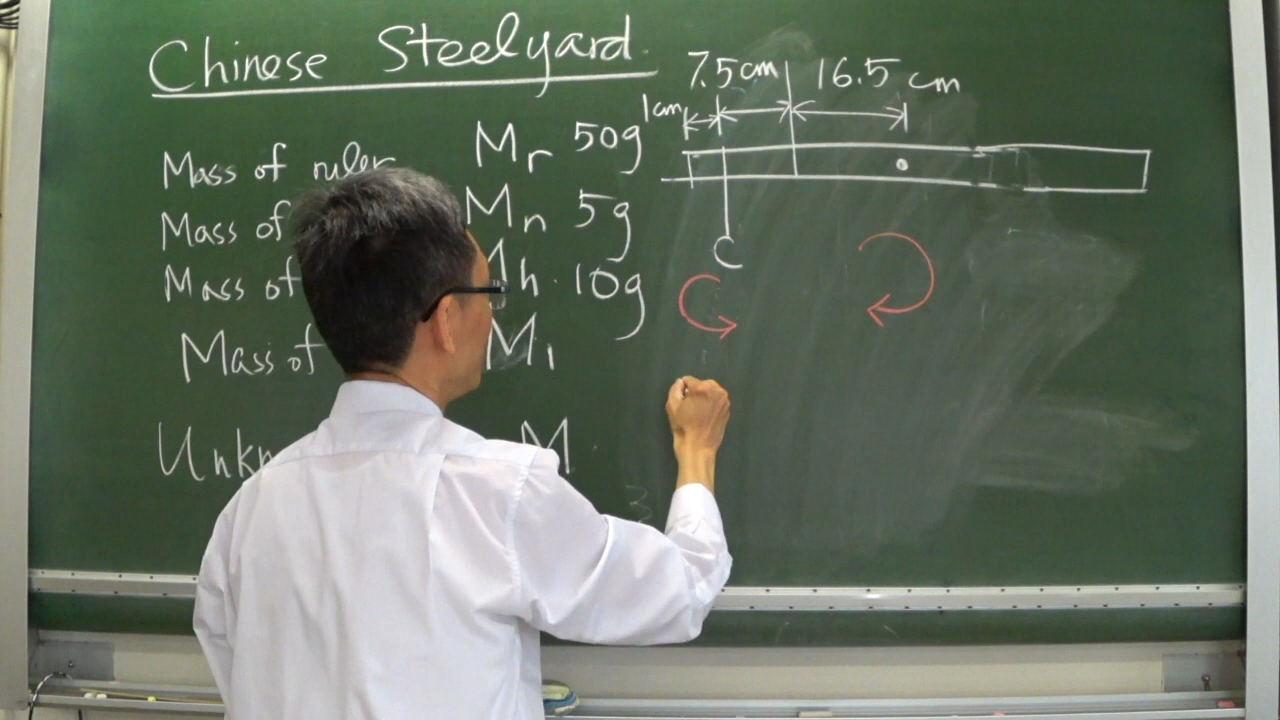 Chinese Steelyard.
7.5cm 16.5 cm
1cm
Mass of ruler Mr 50g
Mass of Mn 5g
Mass of h 10g
Mass of M1
M
C